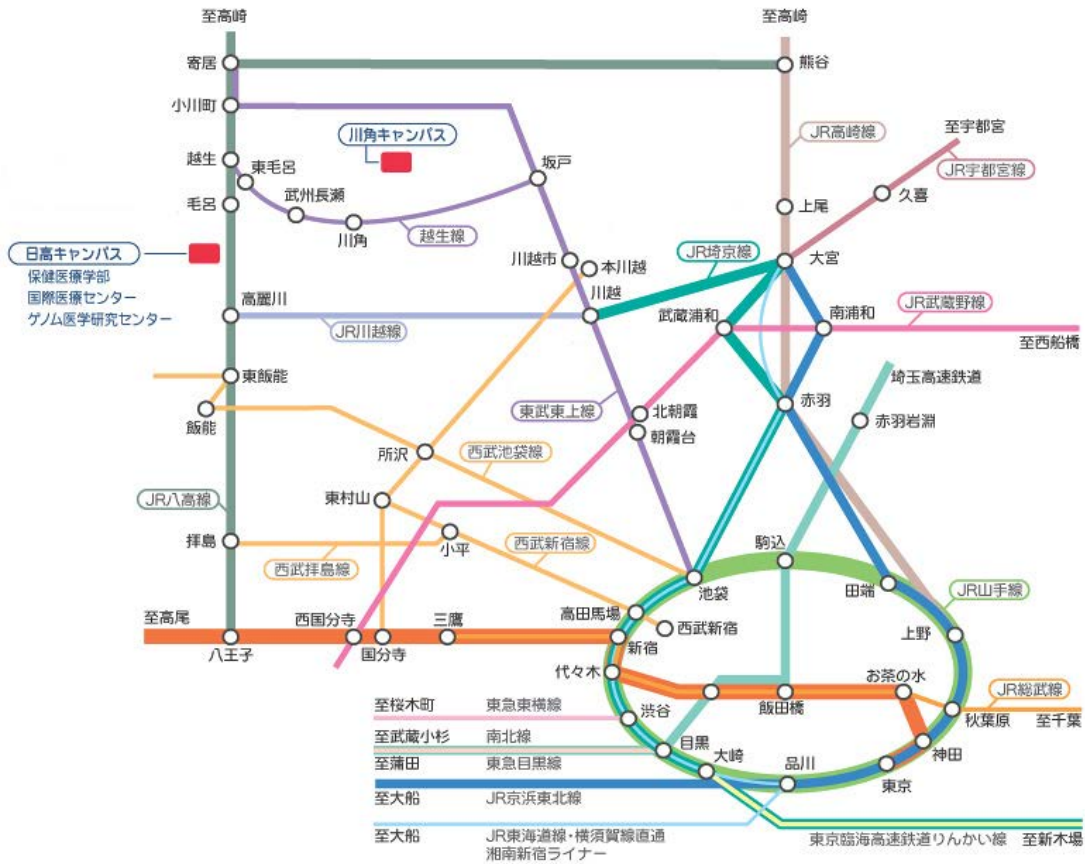 至高崎
至高崎
寄居
熊谷
小川町
川角キャンパス
JR高崎線
至宇都宮
越生
東毛呂
坂戸
JR宇都宮線
武州長瀬
毛呂
上尾
久喜
川角
越生線
日高キャンパス
保健医療学部
国際医療センター
ゲノム医学研究センター
川越市
本川越
JR埼京線
大宮
高麗川
川越
武蔵浦和
南浦和
JR武蔵野線
JR川越線
至西船橋
東飯能
埼玉高速鉄道
飯能
東武東上線
北朝霞
赤羽
赤羽岩淵
朝霞台
所沢
西武池袋線
JR八高線
東村山
拝島
小平
西武新宿線
駒込
西武拝島線
池袋
田端
JR山手線
至高尾
西国分寺
三鷹
高田馬場
西武新宿
上野
八王子
国分寺
新宿
代々木
お茶の水
JR総武線
飯田橋
秋葉原
至千葉
至桜木町
東急東横線
渋谷
至武蔵小杉
南北線
目黒
神田
至蒲田
東急目黒線
大崎
品川
東京
至大船
JR京浜東北線
至大船
JR東海道線・横須賀線直通
湘南新宿ライナー
東京臨海高速鉄道りんかい線
至新木場